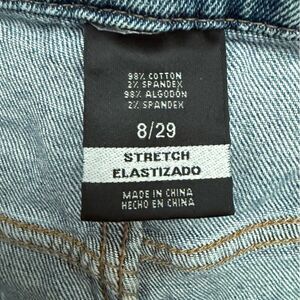 98% COTTON
2% SPANDEX
98% ALGODÓN
2% SPANDEX
8/29
STRETCH
ELASTIZADO
MADE IN CHINA
HECHO EN CHINA